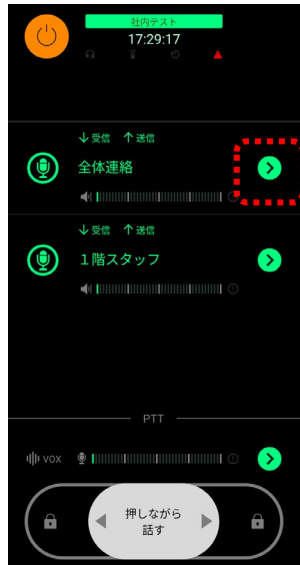 社内テスト
17:29:17
↓受信 ↑送信
全体連絡
↓受信 ↑送信
1階スタッフ
PTT
VOX
押しながら
話す